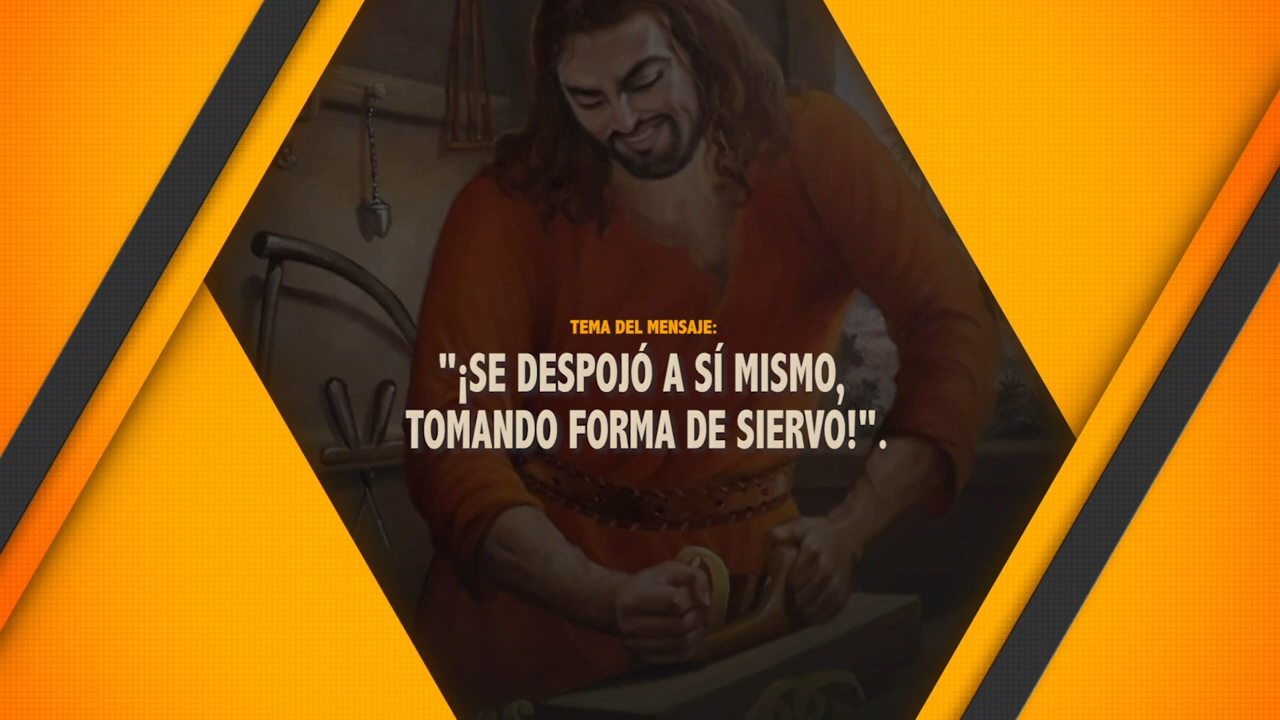 TEMA DEL MENSAJE:
"¡SE DESPOJÓ A SÍ MISMO,
TOMANDO FORMA DE SIERVO!".